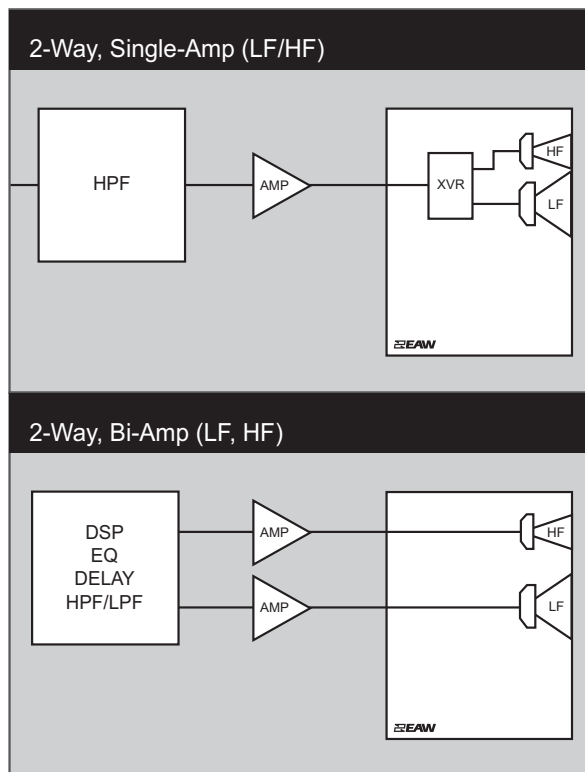 2-Way, Single-Amp (LF/HF)
HPF
AMP
XVR
HF
LF
EAW
2-Way, Bi-Amp (LF, HF)
DSP
EQ
DELAY
HPF/LPF
AMP
AMP
HF
LF
EAW